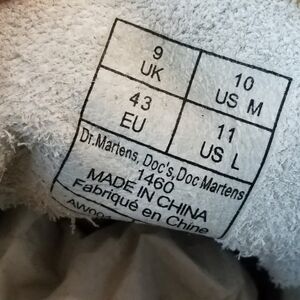 9 UK
10 US M
43 EU
11 US L
Dr.Martens, Doc's, Doc Martens
1460
MADE IN CHINA
Fabriqué en Chine